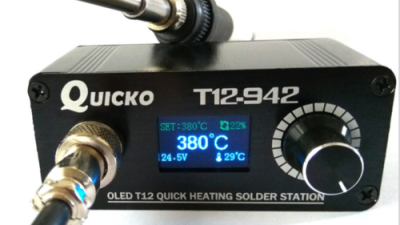 QUICKO T12-942
SET:380℃ 22%
380℃
24.5V 29℃
OLED T12 QUICK HEATING SOLDER STATION